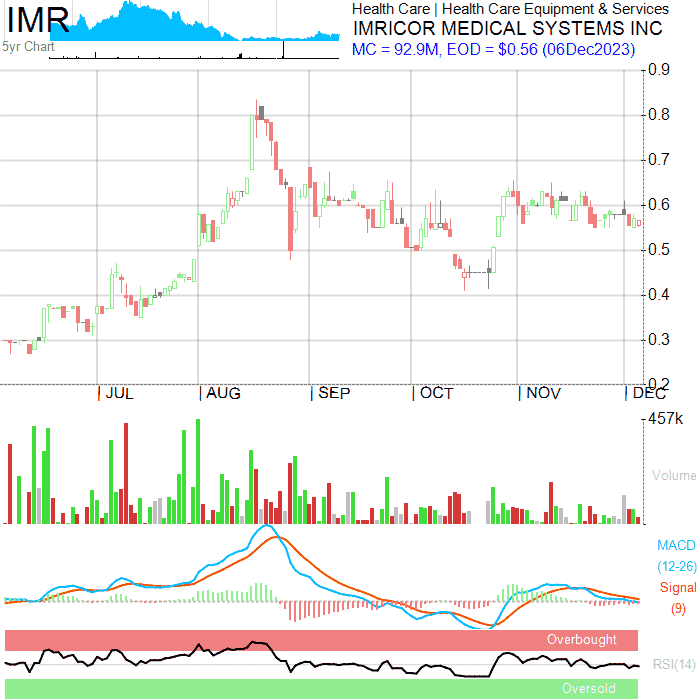 IMR
5yr Chart
Health Care | Health Care Equipment & Services
IMRICOR MEDICAL SYSTEMS INC
MC = 92.9M, EOD = $0.56 (06Dec2023)
0.9
0.8
0.7
0.6
0.5
0.4
0.3
0.2
JUL
AUG
SEP
OCT
NOV
DEC
457k
Volume
MACD
(12-26)
Signal
(9)
Overbought
RSI(14)
Oversold